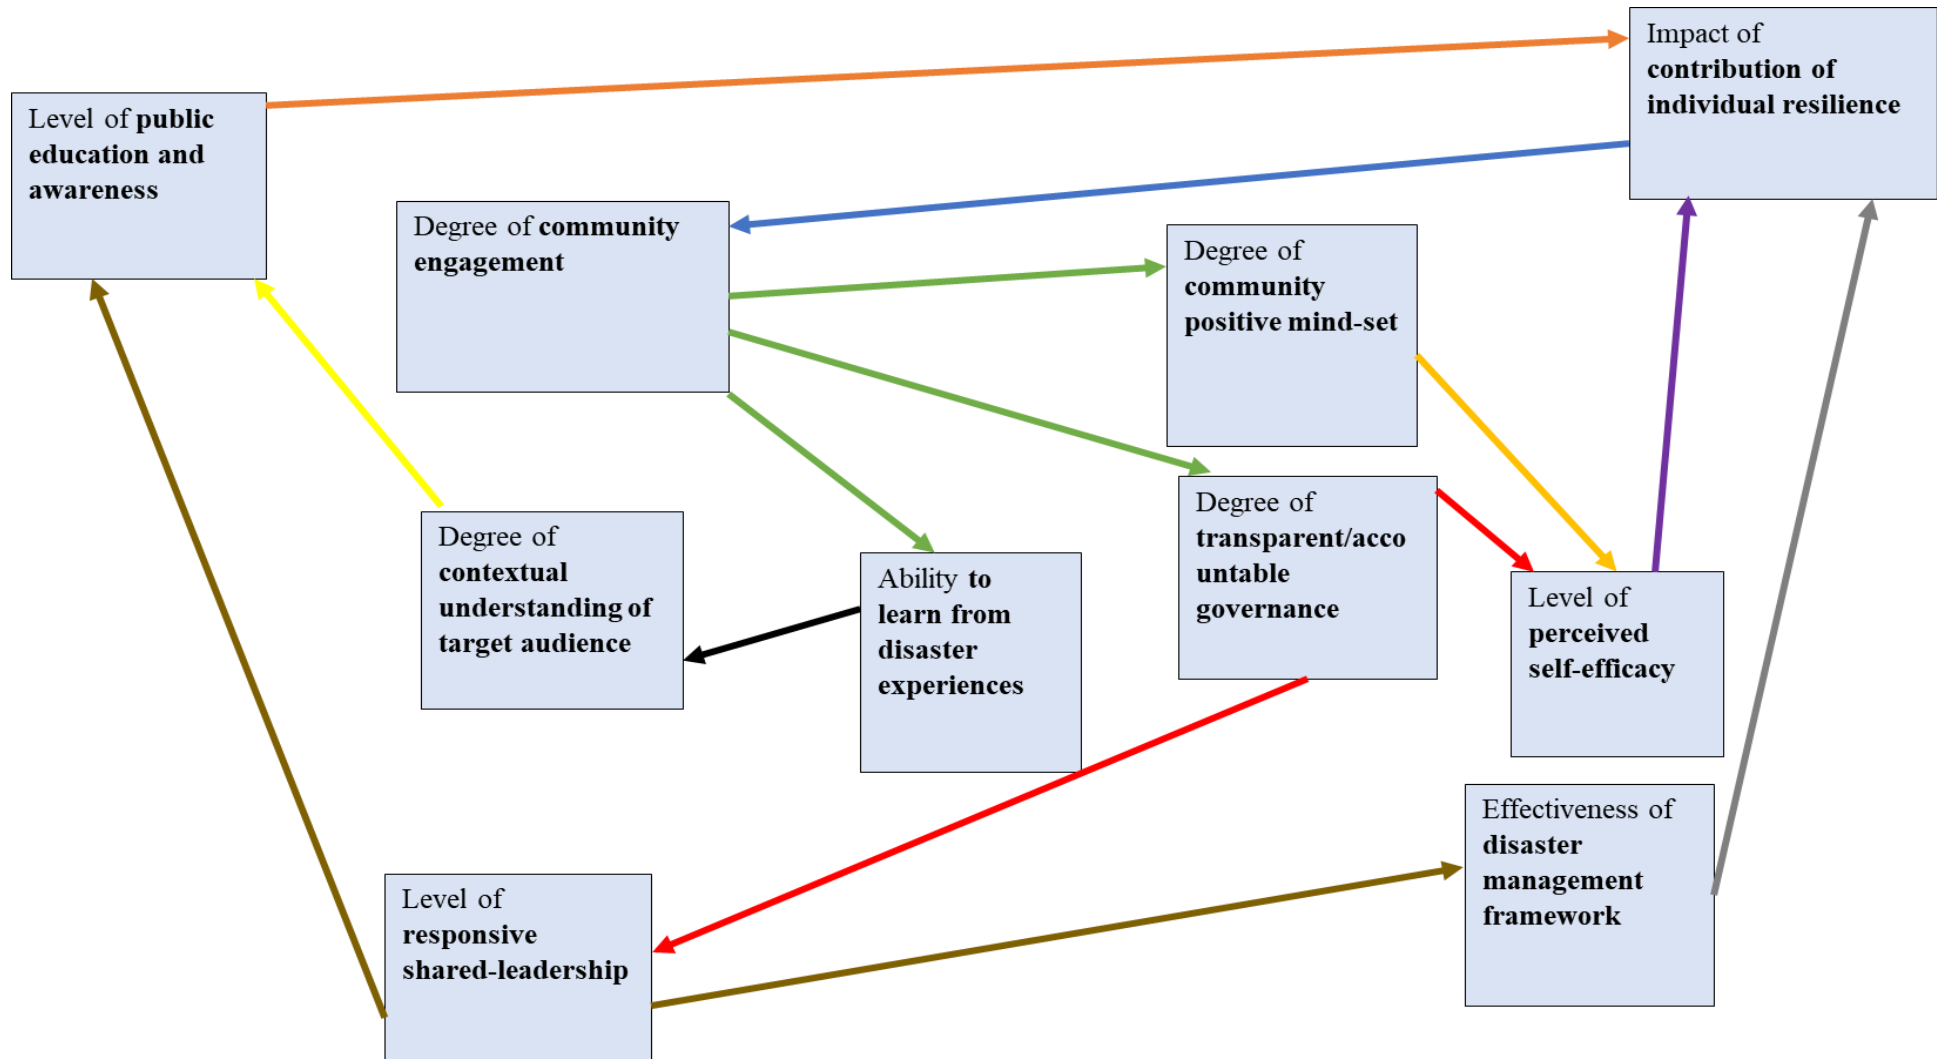 Impact of
contribution of
individual resilience
Level of public
education and
awareness
Degree of community
engagement
Degree of
community
positive mind-set
Degree of
contextual
understanding of
target audience
Ability to
learn from
disaster
experiences
Degree of
transparent/acco
untable
governance
Level of
perceived
self-efficacy
Effectiveness of
disaster
management
framework
Level of
responsive
shared-leadership